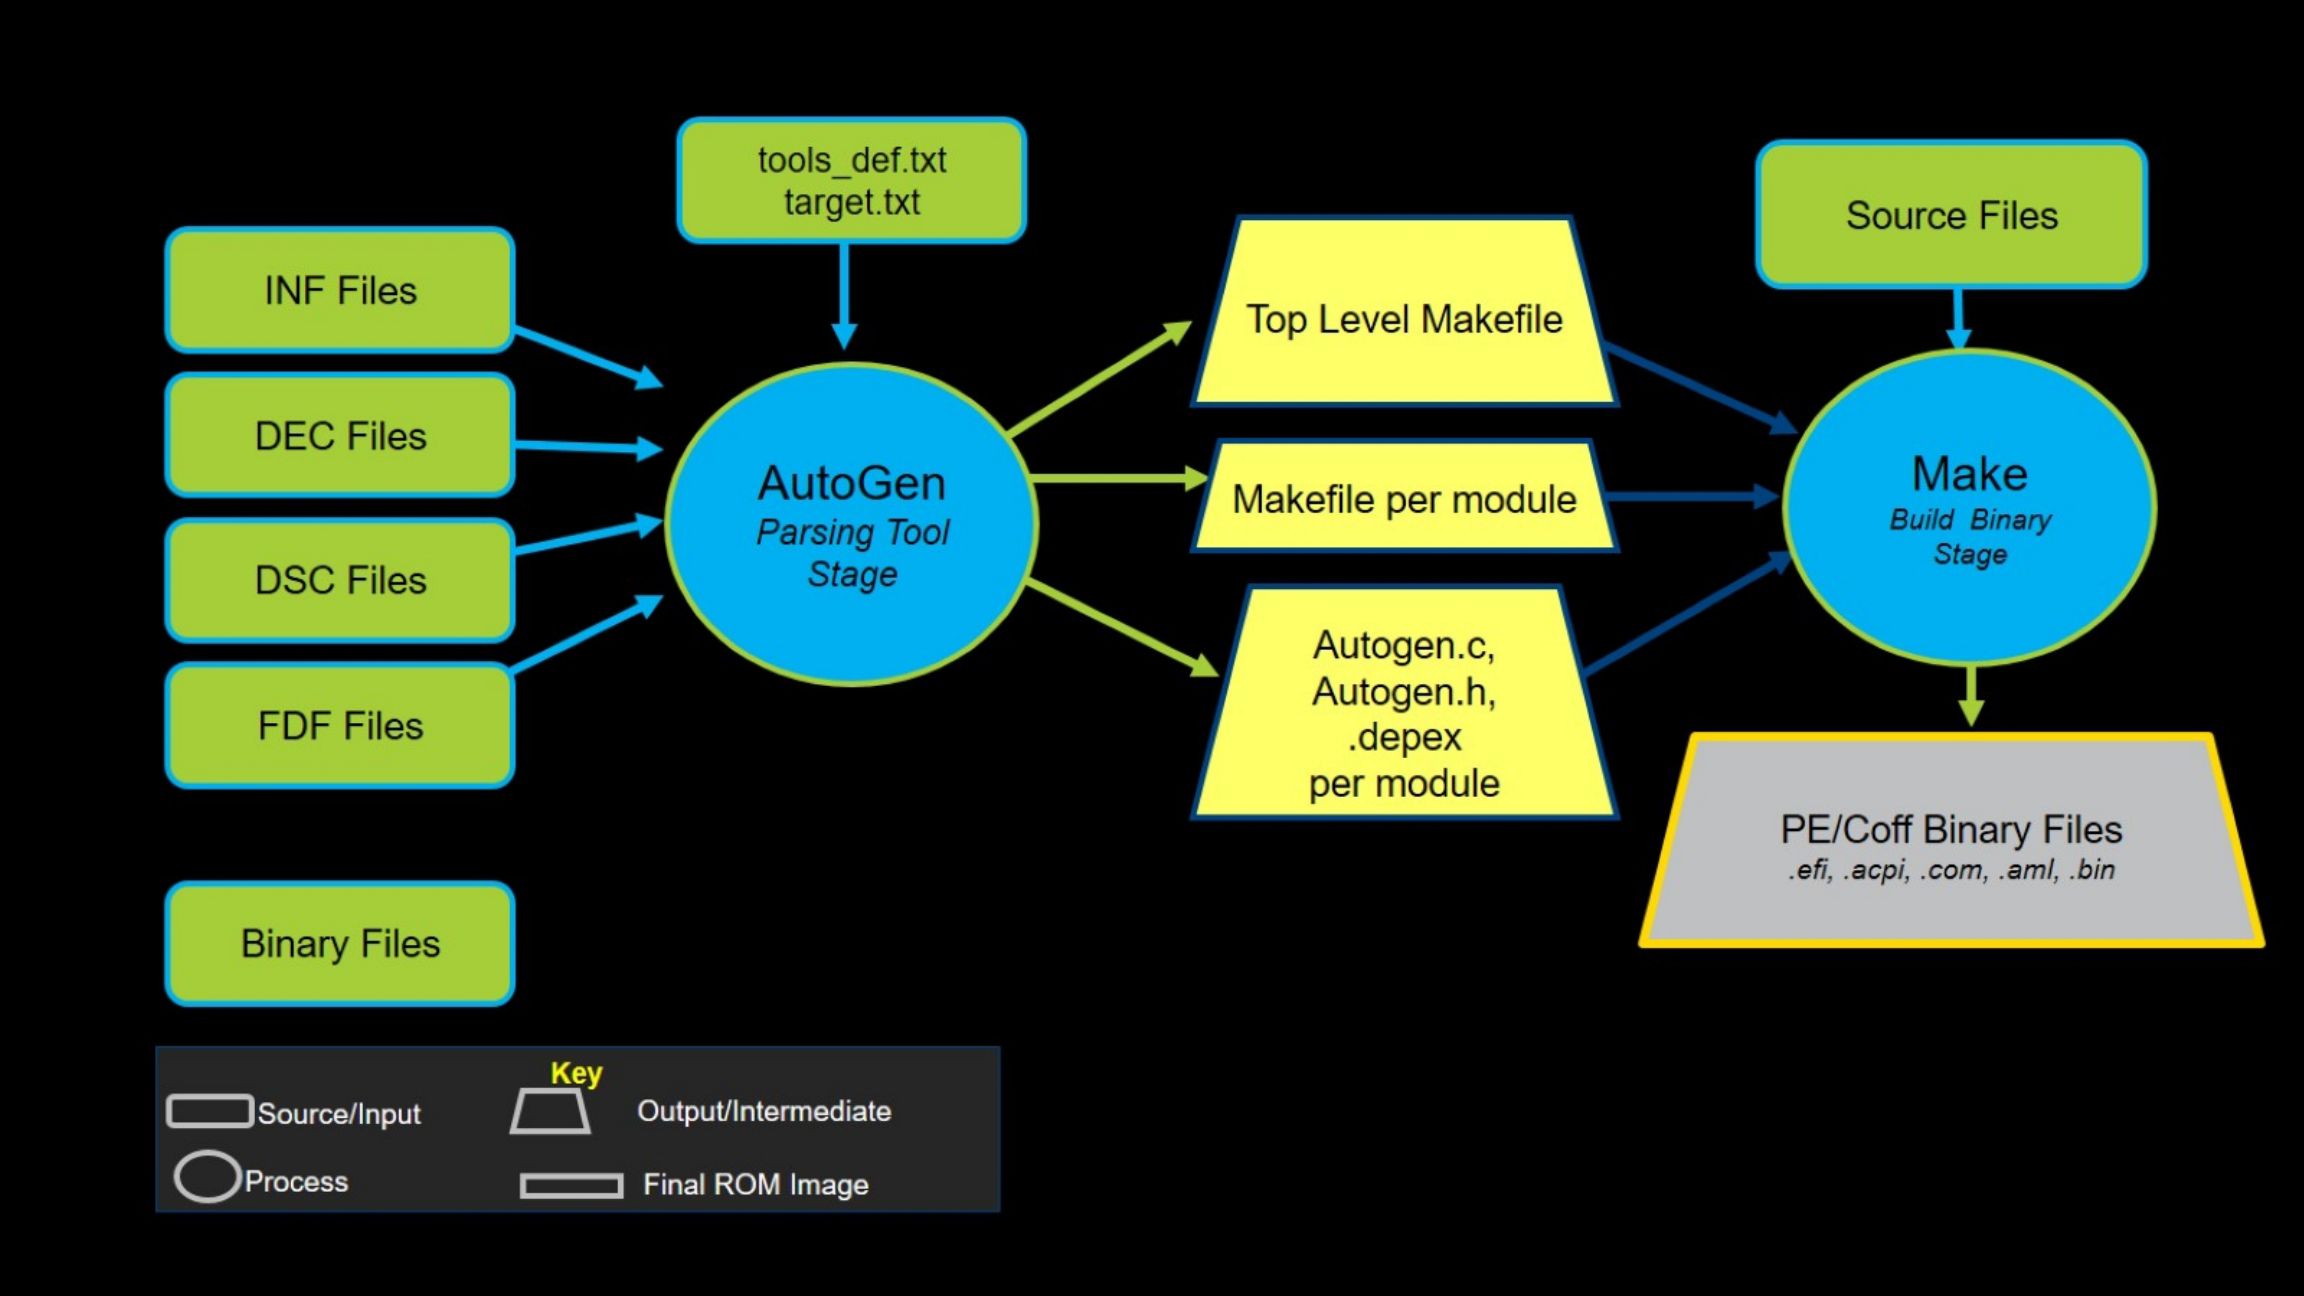 tools_def.txt
target.txt
Source Files
INF Files
DEC Files
DSC Files
FDF Files
Binary Files
AutoGen
Parsing Tool
Stage
Top Level Makefile
Makefile per module
Autogen.c,
Autogen.h,
.depex
per module
Make
Build Binary
Stage
PE/Coff Binary Files
.efi, .acpi, .com, .aml, .bin
Key
Source/Input
Output/Intermediate
Process
Final ROM Image